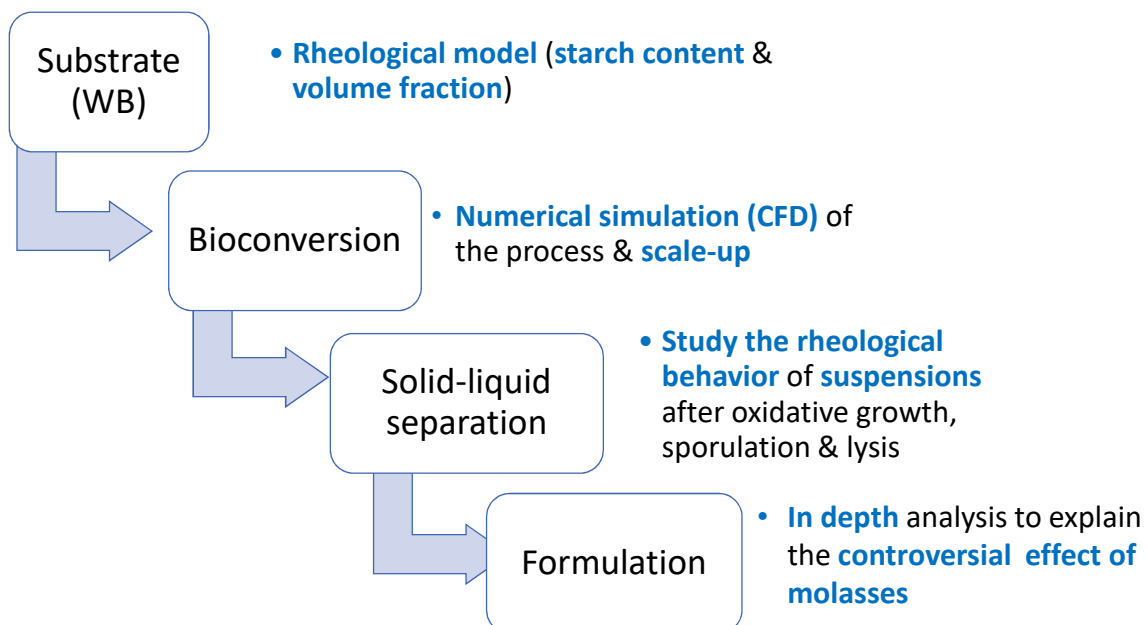 Substrate
(WB)
• Rheological model (starch content &
volume fraction)
Bioconversion
• Numerical simulation (CFD) of
the process & scale-up
Solid-liquid
separation
• Study the rheological
behavior of suspensions
after oxidative growth,
sporulation & lysis
Formulation
• In depth analysis to explain
the controversial effect of
molasses